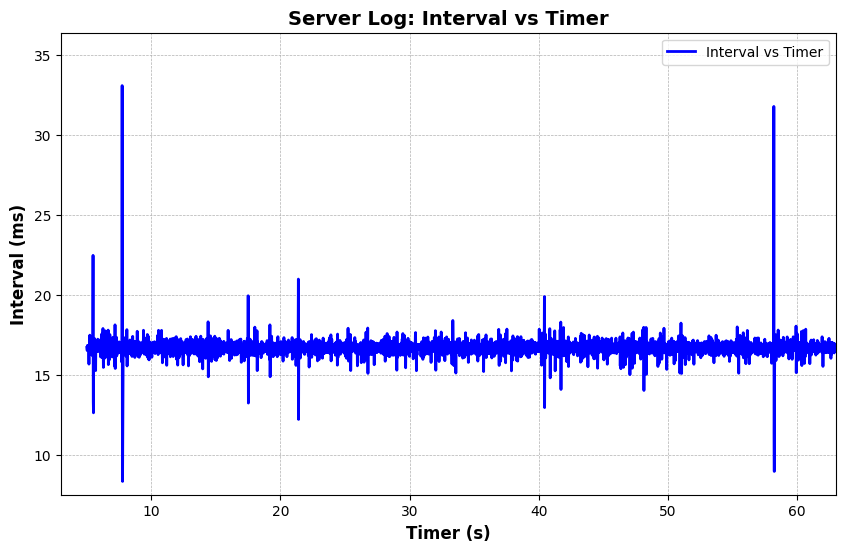 Server Log: Interval vs Timer
Interval vs Timer
35
30
25
20
15
10
Interval (ms)
10 20 30 40 50 60
Timer (s)